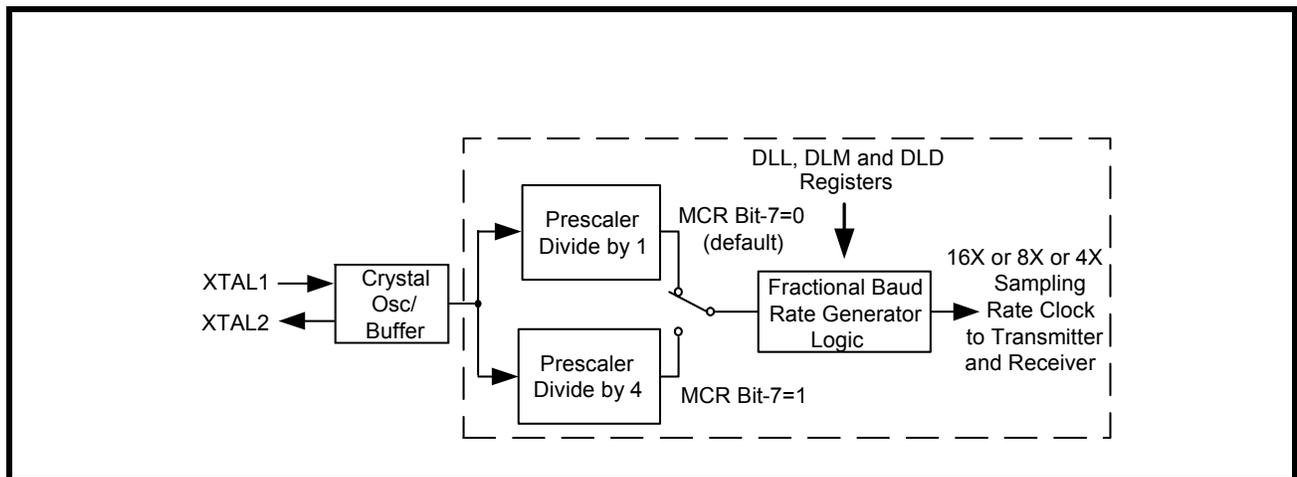 DLL, DLM and DLD
Registers
Prescaler
Divide by 1
MCR Bit-7=0
(default)
XTAL1
XTAL2
Crystal
Osc/
Buffer
Fractional Baud
Rate Generator
Logic
16X or 8X or 4X
Sampling
Rate Clock
to Transmitter
and Receiver
Prescaler
Divide by 4
MCR Bit-7=1